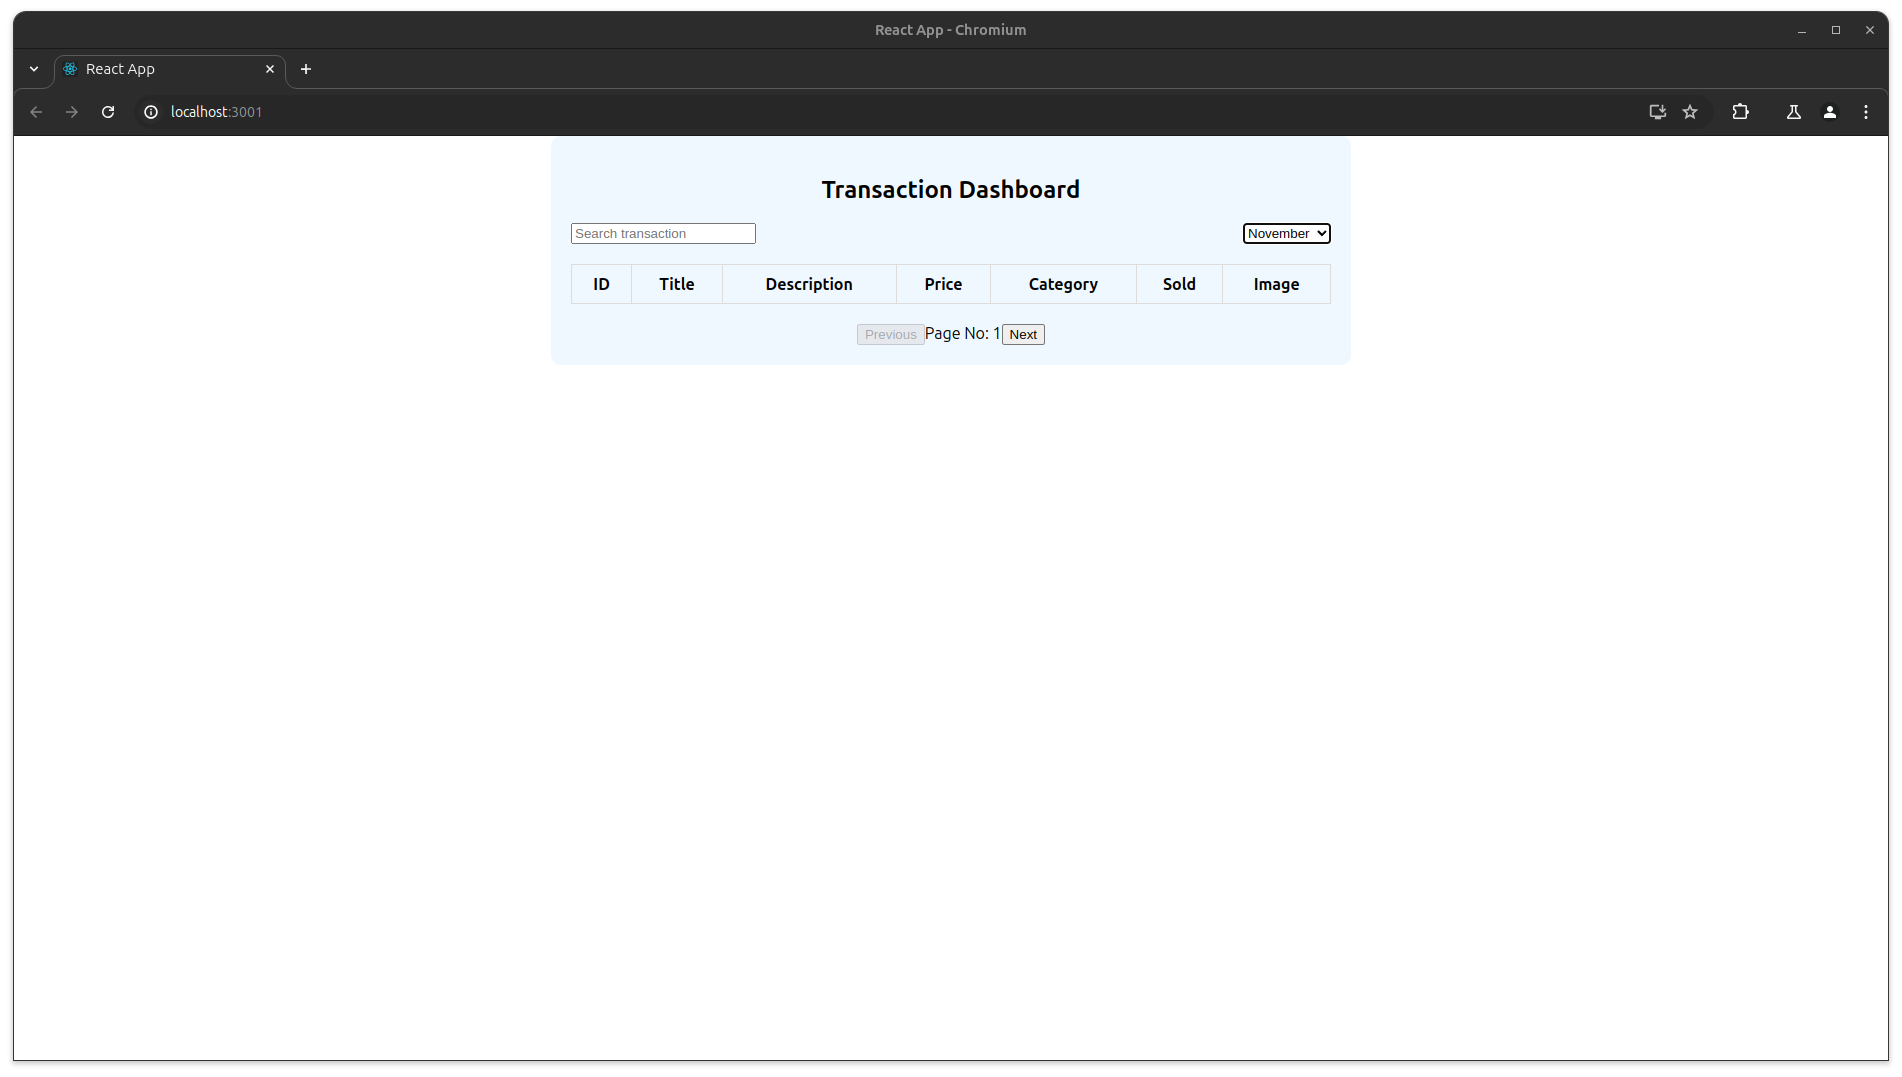 React App - Chromium
React App
localhost:3001
Transaction Dashboard
Search transaction
November
ID Title Description Price Category Sold Image
Previous Page No: 1 Next